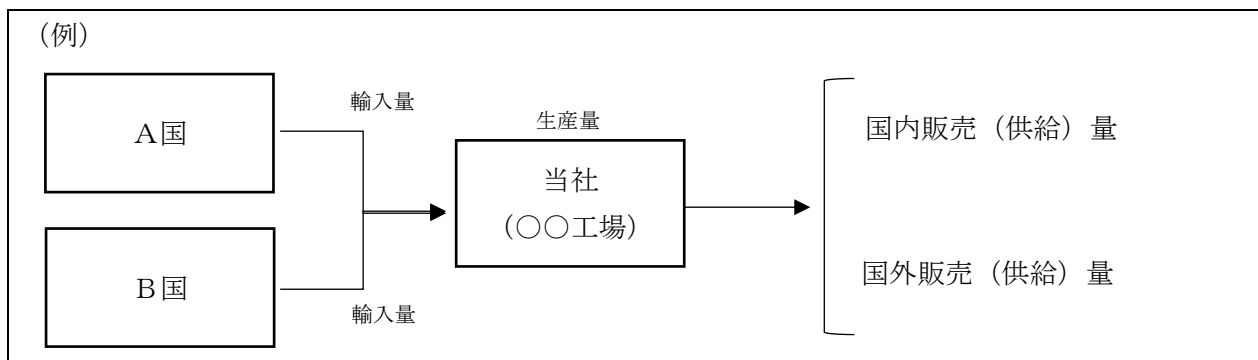 （例）
Ａ国
輸入量
Ｂ国
輸入量
生産量
当社
（○○工場）
国内販売（供給）量
国外販売（供給）量